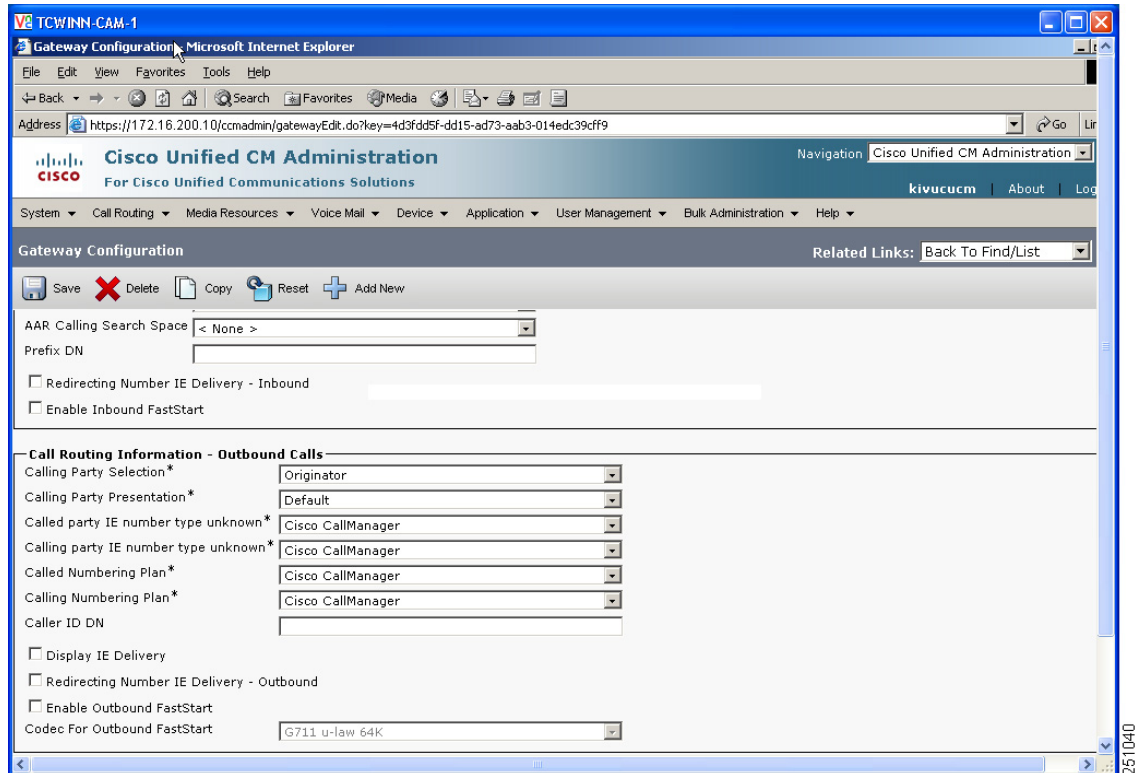 TCWINN-CAM-1
Gateway Configuration - Microsoft Internet Explorer
File Edit View Favorites Tools Help
Back Search Favorites Media
Address https://172.16.200.10/ccmadmin/gatewayEdit.do?key=4d3fdd5f-dd15-ad73-aab3-014edc39cff9 Go
cisco Cisco Unified CM Administration Navigation Cisco Unified CM Administration
For Cisco Unified Communications Solutions kivucucm | About | Log
System Call Routing Media Resources Voice Mail Device Application User Management Bulk Administration Help
Gateway Configuration Related Links: Back To Find/List
Save Delete Copy Reset Add New
AAR Calling Search Space < None >
Prefix DN
Redirecting Number IE Delivery - Inbound
Enable Inbound FastStart
Call Routing Information - Outbound Calls
Calling Party Selection* Originator
Calling Party Presentation* Default
Called party IE number type unknown* Cisco CallManager
Calling party IE number type unknown* Cisco CallManager
Called Numbering Plan* Cisco CallManager
Calling Numbering Plan* Cisco CallManager
Caller ID DN
Display IE Delivery
Redirecting Number IE Delivery - Outbound
Enable Outbound FastStart
Codec For Outbound FastStart G711 u-law 64K
251040